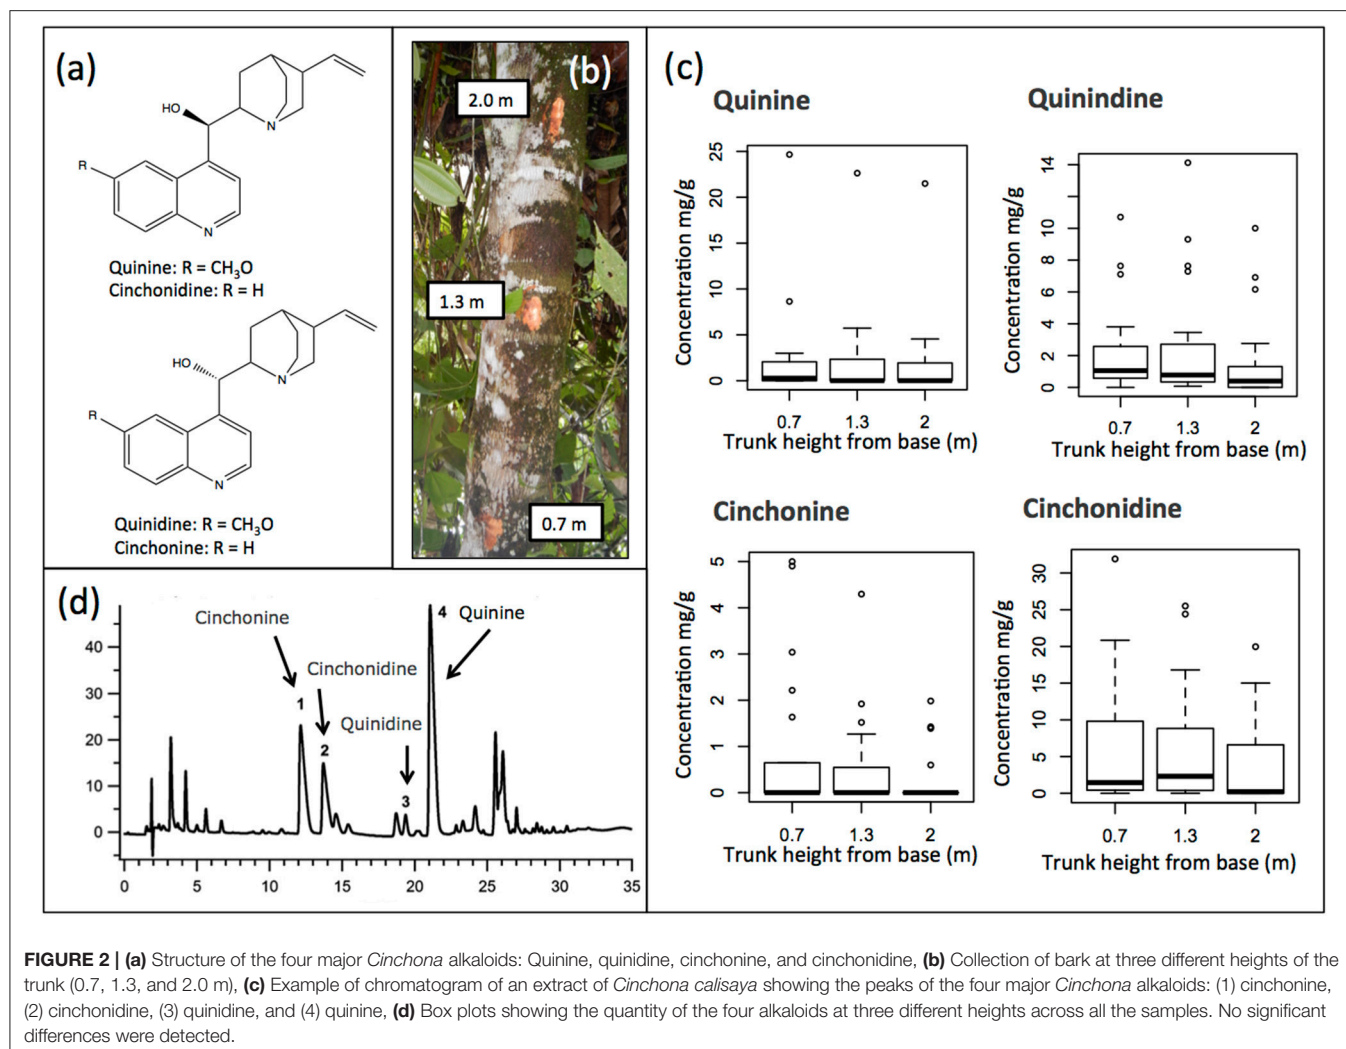 (a)
HO
N
R
N
Quinine: R = CH₃O
Cinchonidine: R = H
HO
N
R
N
Quinidine: R = CH₃O
Cinchonine: R = H
(b)
2.0 m
1.3 m
0.7 m
(c)
Quinine
Concentration mg/g
25
20
15
10
5
0
0.7 1.3 2
Trunk height from base (m)
Quinindine
Concentration mg/g
14
10
8
6
4
2
0
0.7 1.3 2
Trunk height from base (m)
Cinchonine
Concentration mg/g
5
4
3
2
1
0
0.7 1.3 2
Trunk height from base (m)
Cinchonidine
Concentration mg/g
30
25
20
15
10
5
0
0.7 1.3 2
Trunk height from base (m)
(d)
Cinchonine
4 Quinine
Cinchonidine
1
Quinidine
2
3
40
30
20
10
0
0 5 10 15 20 25 30 35
FIGURE 2 | (a) Structure of the four major Cinchona alkaloids: Quinine, quinidine, cinchonine, and cinchonidine, (b) Collection of bark at three different heights of the
trunk (0.7, 1.3, and 2.0 m), (c) Example of chromatogram of an extract of Cinchona calisaya showing the peaks of the four major Cinchona alkaloids: (1) cinchonine,
(2) cinchonidine, (3) quinidine, and (4) quinine, (d) Box plots showing the quantity of the four alkaloids at three different heights across all the samples. No significant
differences were detected.